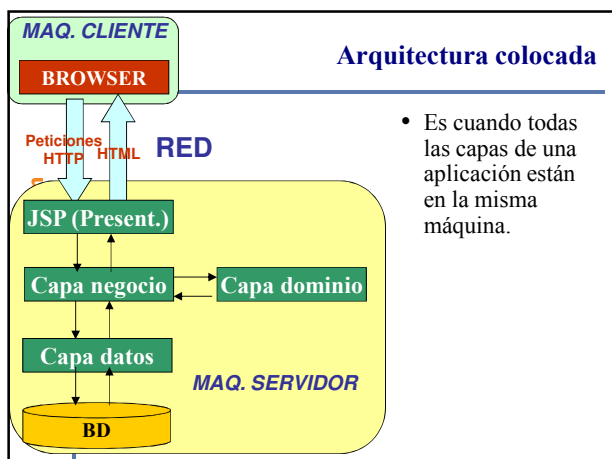 MAQ. CLIENTE
BROWSER
Arquitectura colocada
Peticiones
HTTP
HTML
RED
• Es cuando todas
las capas de una
aplicación están
en la misma
máquina.
JSP (Present.)
Capa negocio
Capa dominio
Capa datos
MAQ. SERVIDOR
BD